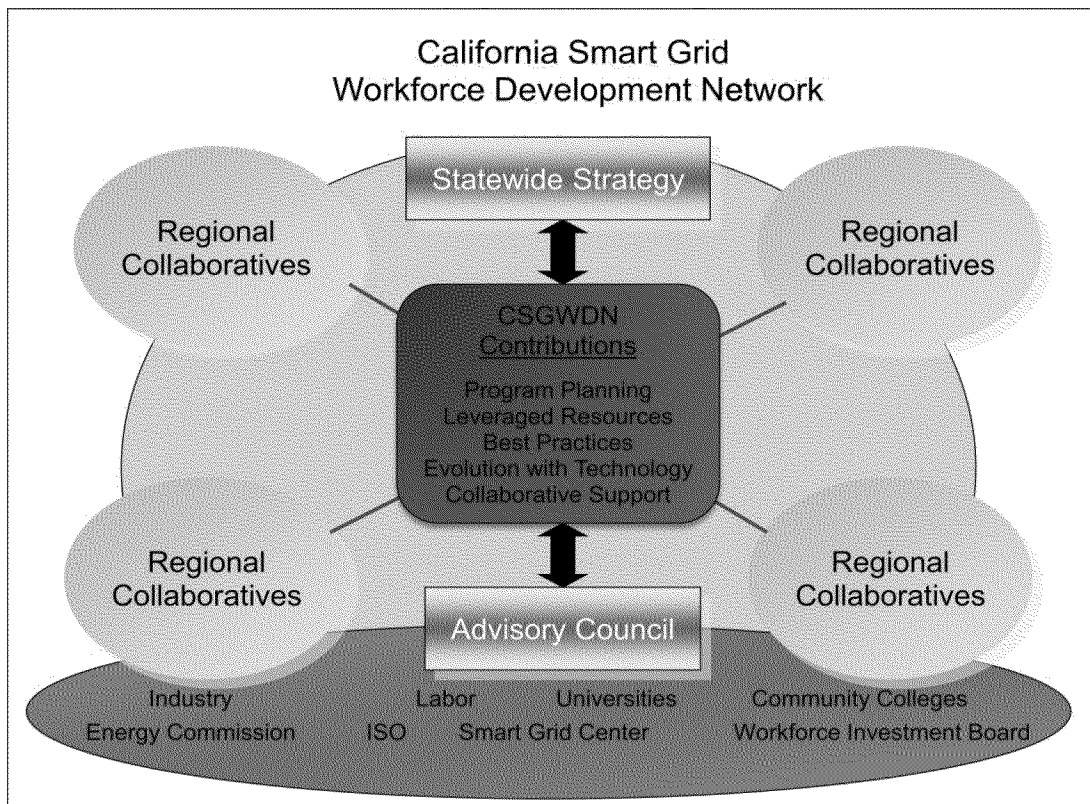 California Smart Grid
Workforce Development Network
Statewide Strategy
Regional
Collaboratives
Regional
Collaboratives
CSGWDN
Contributions
Program Planning
Leveraged Resources
Best Practices
Evolution with Technology
Collaborative Support
Regional
Collaboratives
Regional
Collaboratives
Advisory Council
Industry Labor Universities Community Colleges
Energy Commission ISO Smart Grid Center Workforce Investment Board